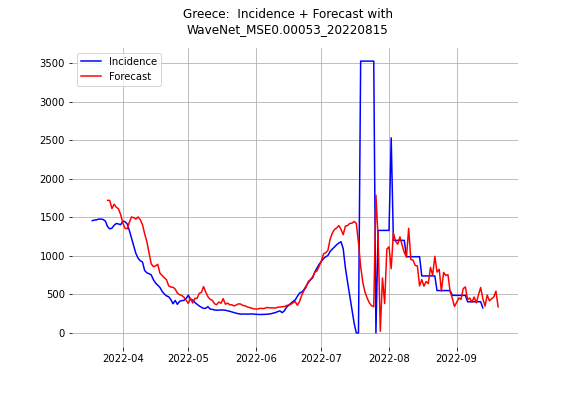 Greece:  Incidence + Forecast with
WaveNet_MSE0.00053_20220815
Incidence
Forecast
3500
3000
2500
2000
1500
1000
500
0
2022-04 2022-05 2022-06 2022-07 2022-08 2022-09